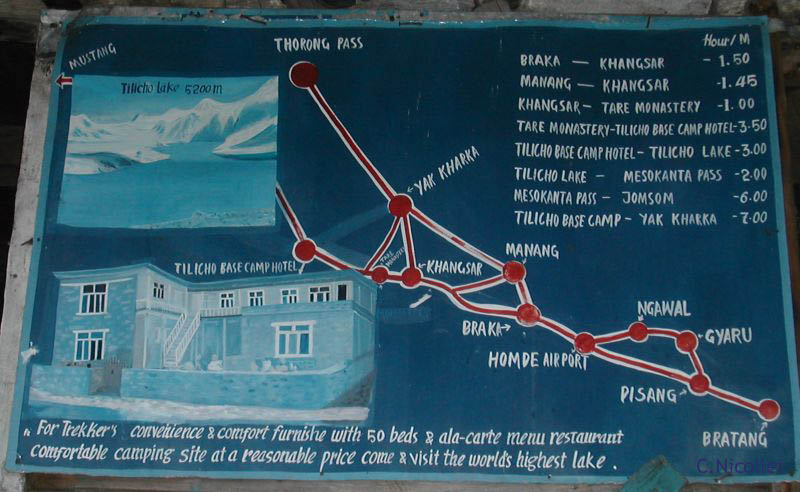 MUSTANG
Tilicho lake 5200m
THORONG PASS
YAK KHARKA
TILICHO BASE CAMP HOTEL
TARE MONASTERY
KHANGSAR
MANANG
BRAKA
HOMDE AIRPORT
NGAWAL
GYARU
PISANG
BRATANG
Hour/M
BRAKA — KHANGSAR - 1.50
MANANG — KHANGSAR -1.45
KHANGSAR — TARE MONASTERY -1.00
TARE MONASTERY-TILICHO BASE CAMP HOTEL-3.50
TILICHO BASE CAMP HOTEL- TILICHO LAKE-3.00
TILICHO LAKE — MESOKANTA PASS -2.00
MESOKANTA PASS — JOMSOM -6.00
TILICHO BASE CAMP - YAK KHARKA -7.00
For Trekker's convenience & comfort furnishe with 50 beds & ala-carte menu restaurant
comfortable camping site at a reasonable price come & visit the world's highest lake.